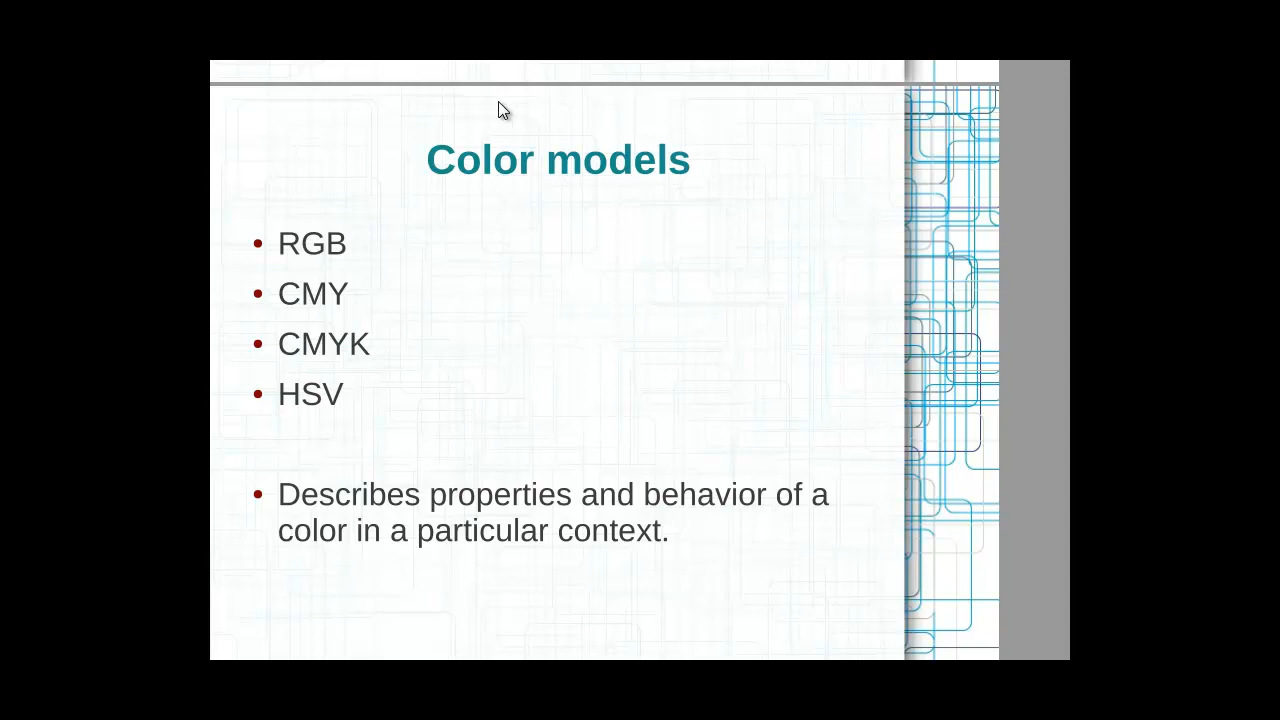 Color models
• RGB
• CMY
• CMYK
• HSV
• Describes properties and behavior of a
color in a particular context.